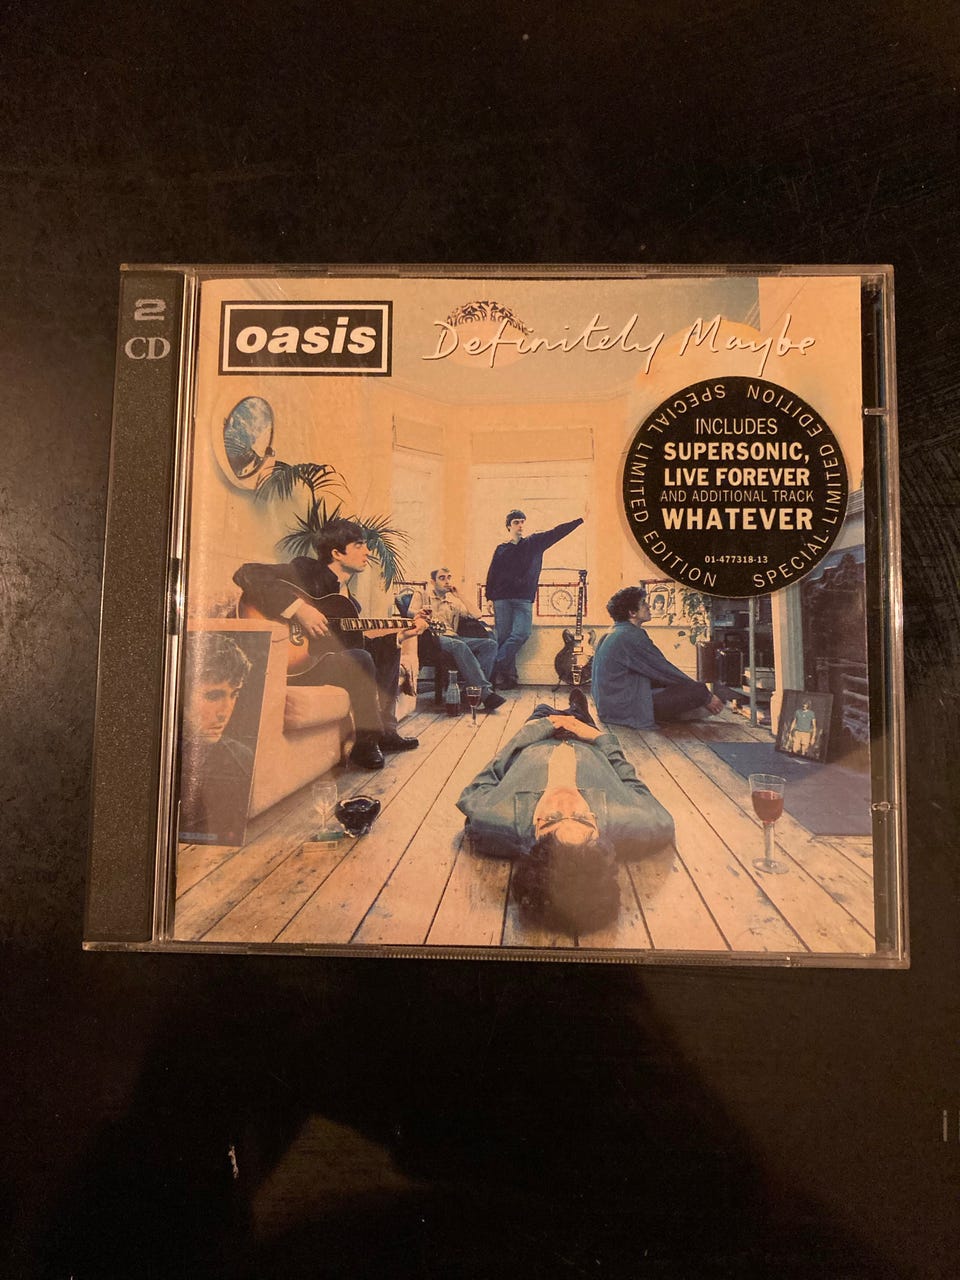 2
CD
oasis
Definitely Maybe
SPECIAL LIMITED EDITION SPECIAL LIMITED EDITION
INCLUDES
SUPERSONIC,
LIVE FOREVER
AND ADDITIONAL TRACK
WHATEVER
01-477318-13